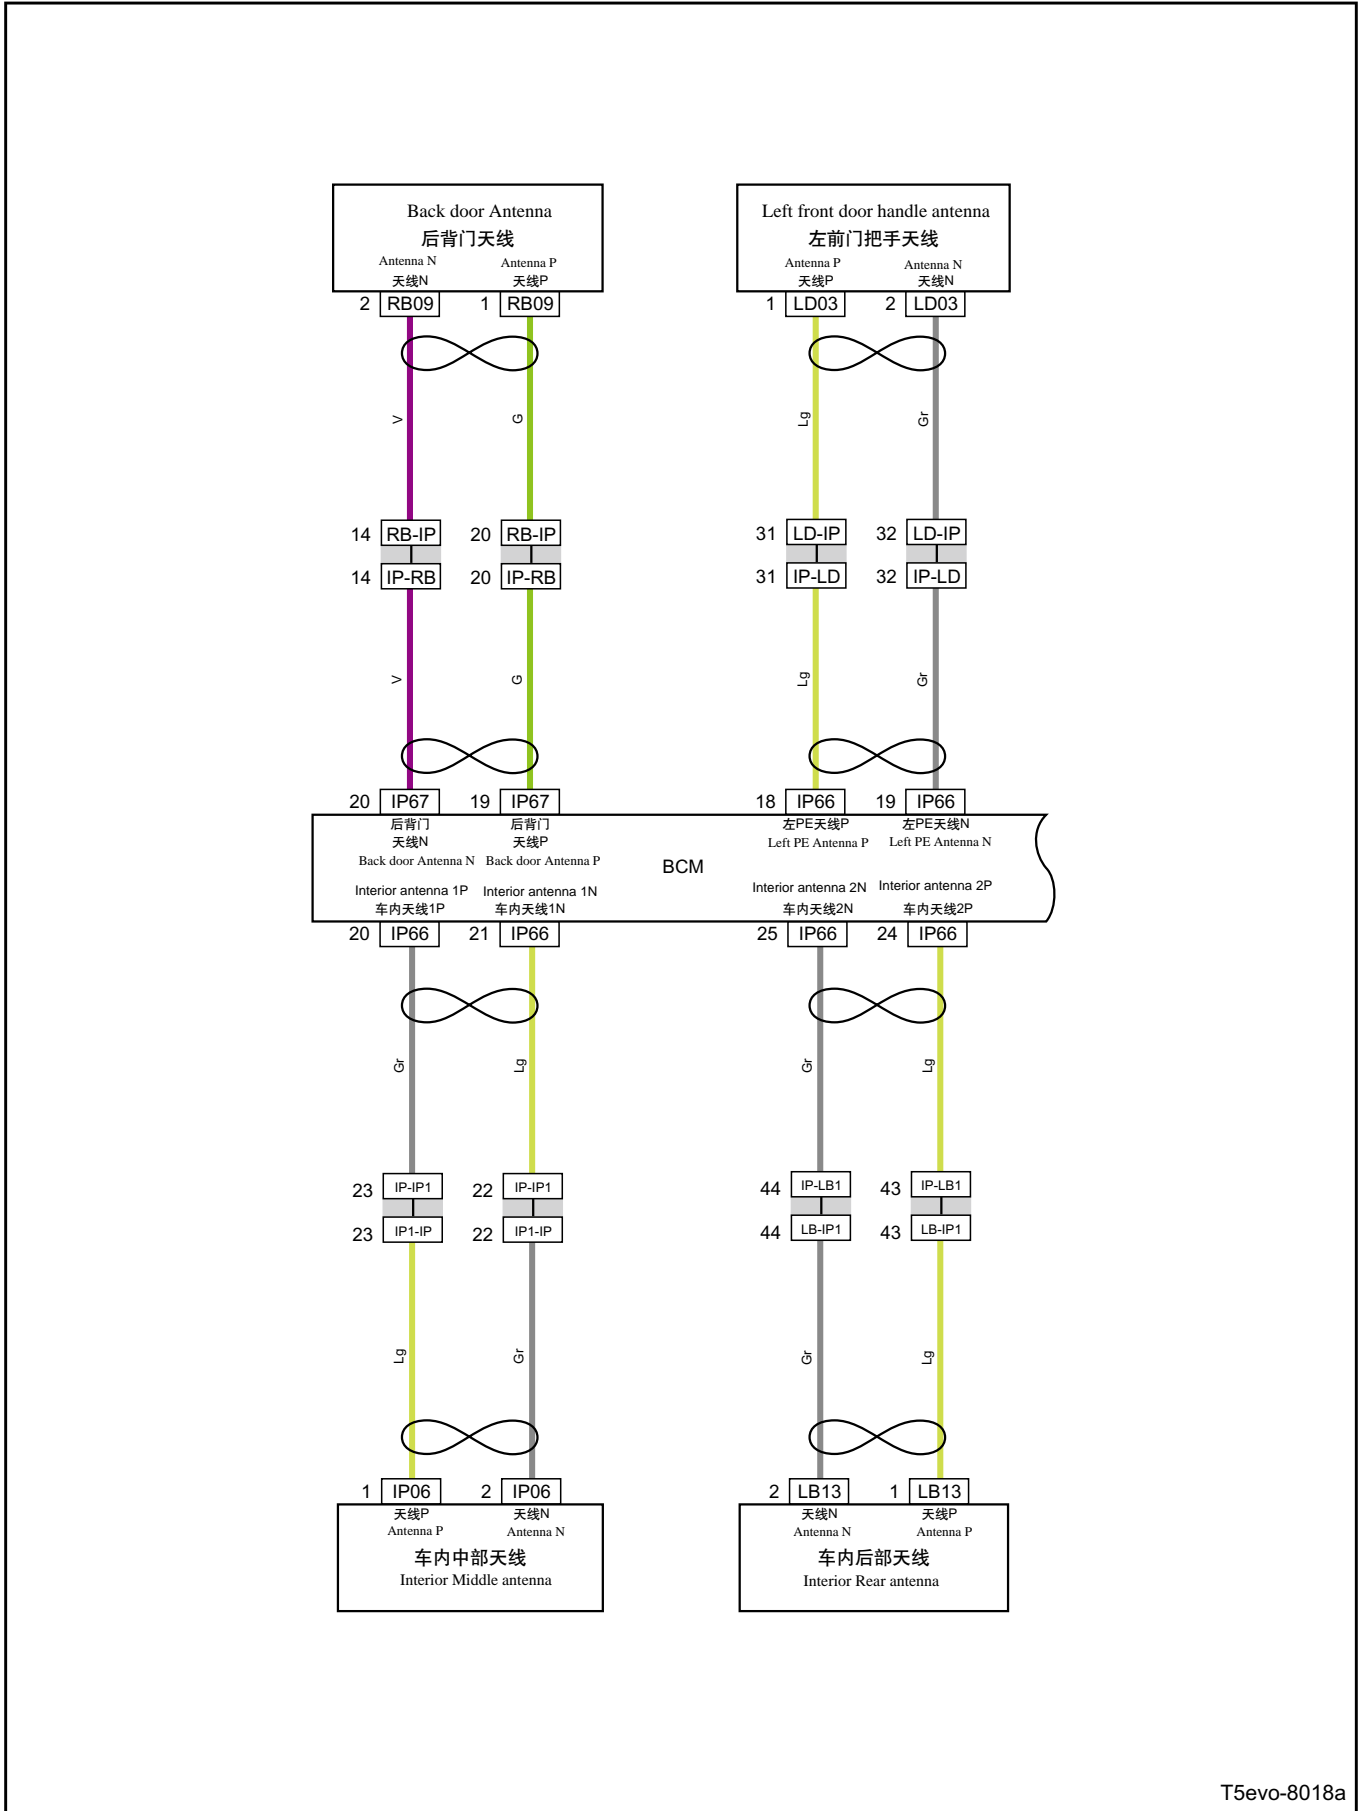 Back door Antenna
后背门天线
Antenna N
天线N
Antenna P
天线P
2 RB09
1 RB09
Left front door handle antenna
左前门把手天线
Antenna P
天线P
Antenna N
天线N
1 LD03
2 LD03
V
G
Lg
Gr
14 RB-IP
20 RB-IP
31 LD-IP
32 LD-IP
14 IP-RB
20 IP-RB
31 IP-LD
32 IP-LD
V
G
Lg
Gr
20 IP67
19 IP67
18 IP66
19 IP66
后背门
天线N
Back door Antenna N
后背门
天线P
Back door Antenna P
左PE天线P
Left PE Antenna P
左PE天线N
Left PE Antenna N
BCM
Interior antenna 1P
车内天线1P
Interior antenna 1N
车内天线1N
Interior antenna 2N
车内天线2N
Interior antenna 2P
车内天线2P
20 IP66
21 IP66
25 IP66
24 IP66
Gr
Lg
Gr
Lg
23 IP-IP1
22 IP-IP1
44 IP-LB1
43 IP-LB1
23 IP1-IP
22 IP1-IP
44 LB-IP1
43 LB-IP1
Lg
Gr
Gr
Lg
1 IP06
2 IP06
2 LB13
1 LB13
天线P
Antenna P
天线N
Antenna N
车内中部天线
Interior Middle antenna
天线N
Antenna N
天线P
Antenna P
车内后部天线
Interior Rear antenna
T5evo-8018a